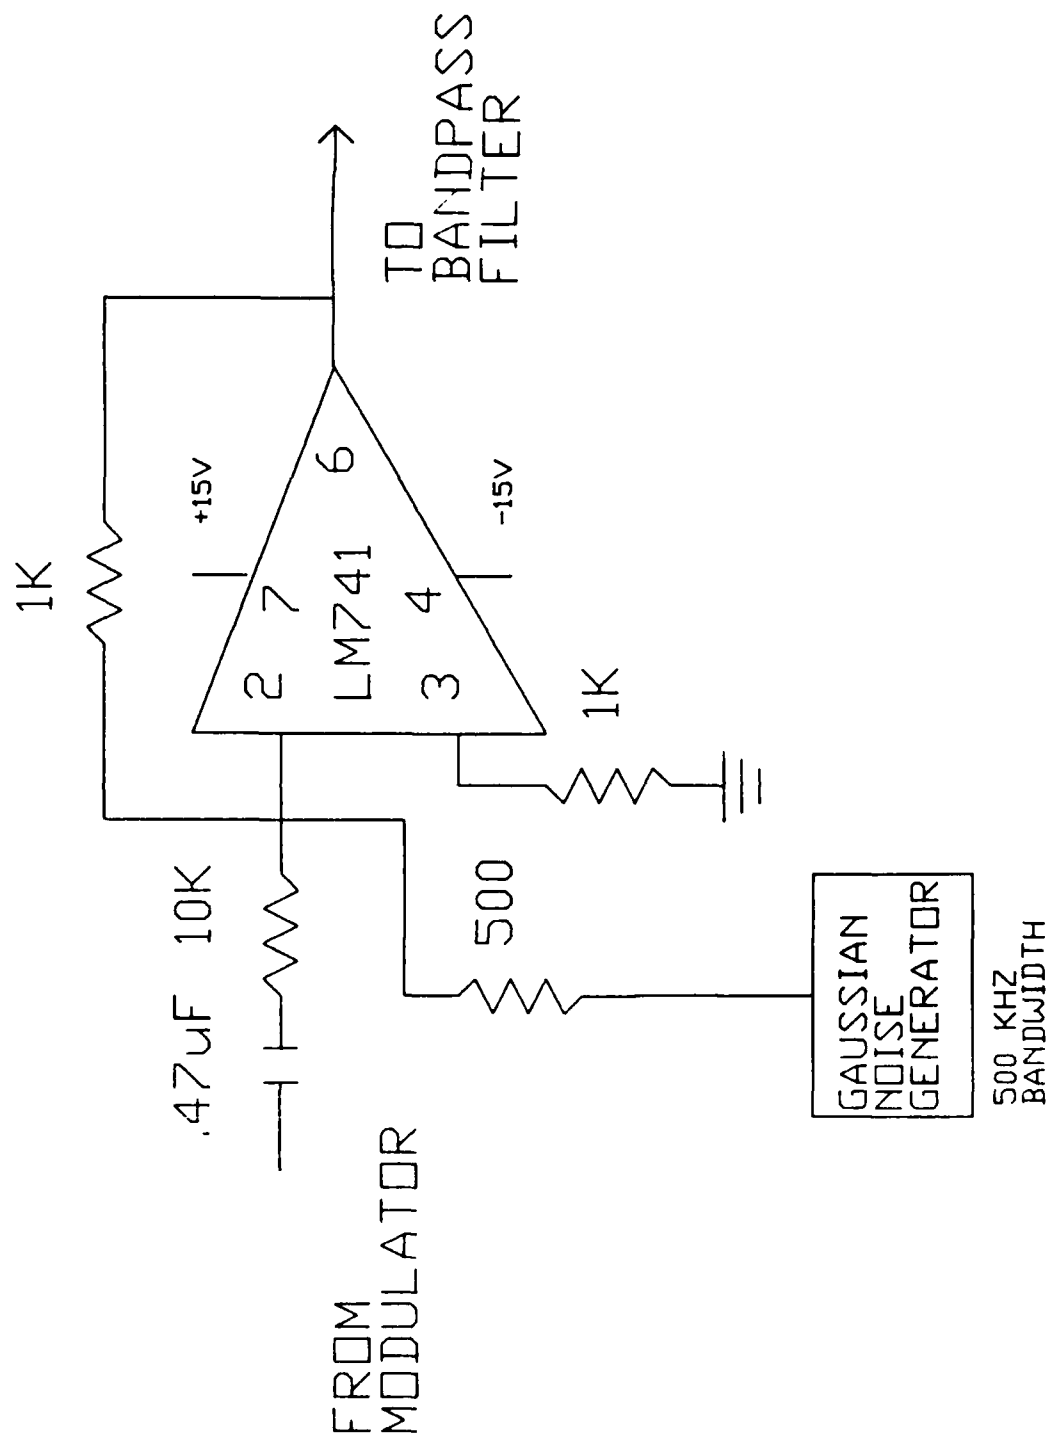 1K
+15V
.47uF 10K
2
7
6
LM741
3
4
-15V
TO
BANDPASS
FILTER
FROM
MODULATOR
500
1K
GAUSSIAN
NOISE
GENERATOR
500 KHZ
BANDWIDTH